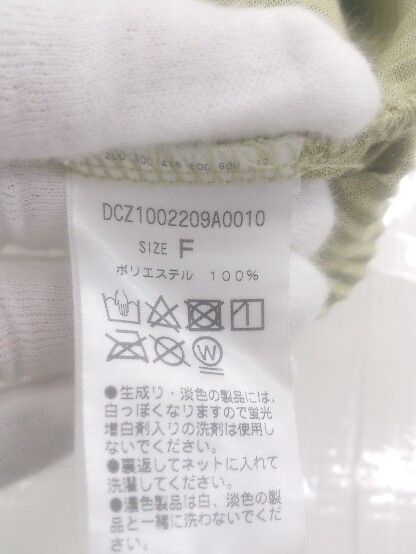 DCZ1002209A0010
SIZE F
ポリエステル 100%
W
●生成り・淡色の製品には、
白っぽくなりますので蛍光
増白剤入りの洗剤は使用し
ないでください。
●裏返してネットに入れて
洗濯してください。
●濃色製品は白、淡色の製
品と一緒に洗わないでくだ
さい。